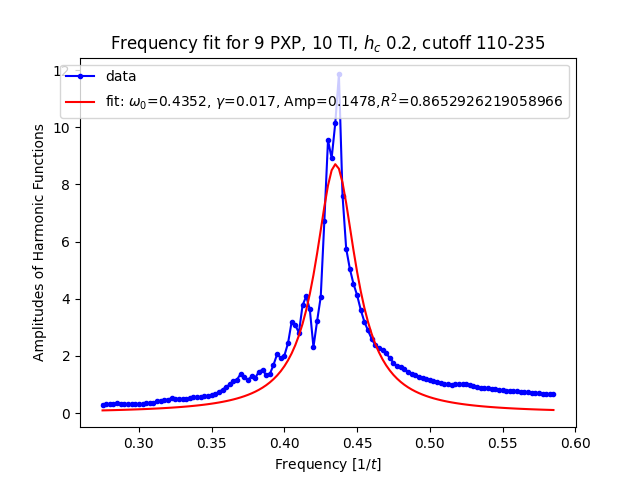 Frequency fit for 9 PXP, 10 TI, $h_c$ 0.2, cutoff 110-235
data
fit: $\omega_0$=0.4352, $\gamma$=0.017, Amp=0.1478,$R^2$=0.8652926219058966
Amplitudes of Harmonic Functions
12
10
8
6
4
2
0
0.30 0.35 0.40 0.45 0.50 0.55 0.60
Frequency [1/$t$]